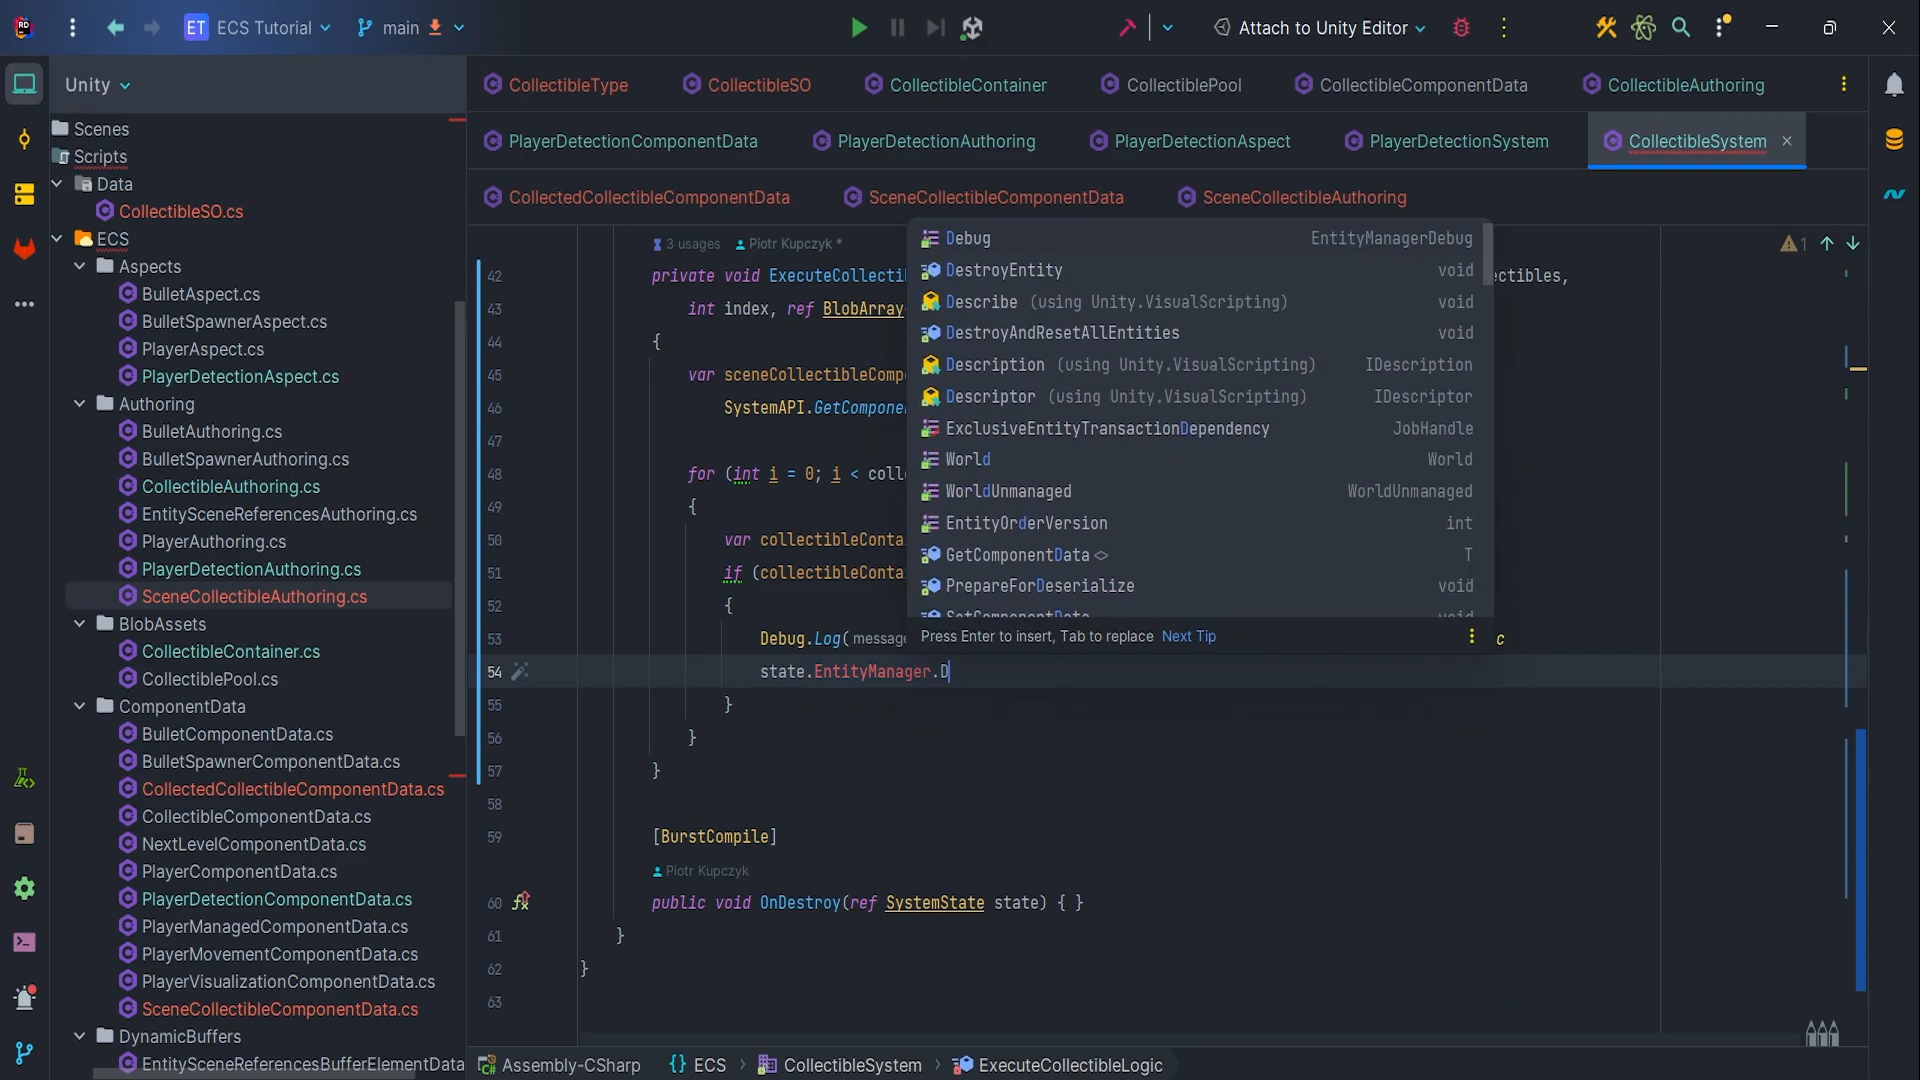 ET ECS Tutorial main Attach to Unity Editor
Unity
Scenes
Scripts
Data
CollectibleSO.cs
ECS
Aspects
BulletAspect.cs
BulletSpawnerAspect.cs
PlayerAspect.cs
PlayerDetectionAspect.cs
Authoring
BulletAuthoring.cs
BulletSpawnerAuthoring.cs
CollectibleAuthoring.cs
EntitySceneReferencesAuthoring.cs
PlayerAuthoring.cs
PlayerDetectionAuthoring.cs
SceneCollectibleAuthoring.cs
BlobAssets
CollectibleContainer.cs
CollectiblePool.cs
ComponentData
BulletComponentData.cs
BulletSpawnerComponentData.cs
CollectedCollectibleComponentData.cs
CollectibleComponentData.cs
NextLevelComponentData.cs
PlayerComponentData.cs
PlayerDetectionComponentData.cs
PlayerManagedComponentData.cs
PlayerMovementComponentData.cs
PlayerVisualizationComponentData.cs
SceneCollectibleComponentData.cs
DynamicBuffers
EntitySceneReferencesBufferElementData
CollectibleType CollectibleSO CollectibleContainer CollectiblePool CollectibleComponentData CollectibleAuthoring
PlayerDetectionComponentData PlayerDetectionAuthoring PlayerDetectionAspect PlayerDetectionSystem CollectibleSystem
CollectedCollectibleComponentData SceneCollectibleComponentData SceneCollectibleAuthoring
3 usages Piotr Kupczyk *
42 private void ExecuteCollecti ectibles,
43 int index, ref BlobArray
44 {
45 var sceneCollectibleComp
46 SystemAPI.GetCompone
47
48 for (int i = 0; i < coll
49 {
50 var collectibleConta
51 if (collectibleConta
52 {
53 Debug.Log(message c
54 state.EntityManager.D
55 }
56 }
57 }
58
59 [BurstCompile]
Piotr Kupczyk
60 public void OnDestroy(ref SystemState state) { }
61 }
62 }
63
Debug EntityManagerDebug
DestroyEntity void
Describe (using Unity.VisualScripting) void
DestroyAndResetAllEntities void
Description (using Unity.VisualScripting) IDescription
Descriptor (using Unity.VisualScripting) IDescriptor
ExclusiveEntityTransactionDependency JobHandle
World World
WorldUnmanaged WorldUnmanaged
EntityOrderVersion int
GetComponentData<> T
PrepareForDeserialize void
SetComponentData void
Press Enter to insert, Tab to replace Next Tip
1
Assembly-CSharp {} ECS CollectibleSystem ExecuteCollectibleLogic